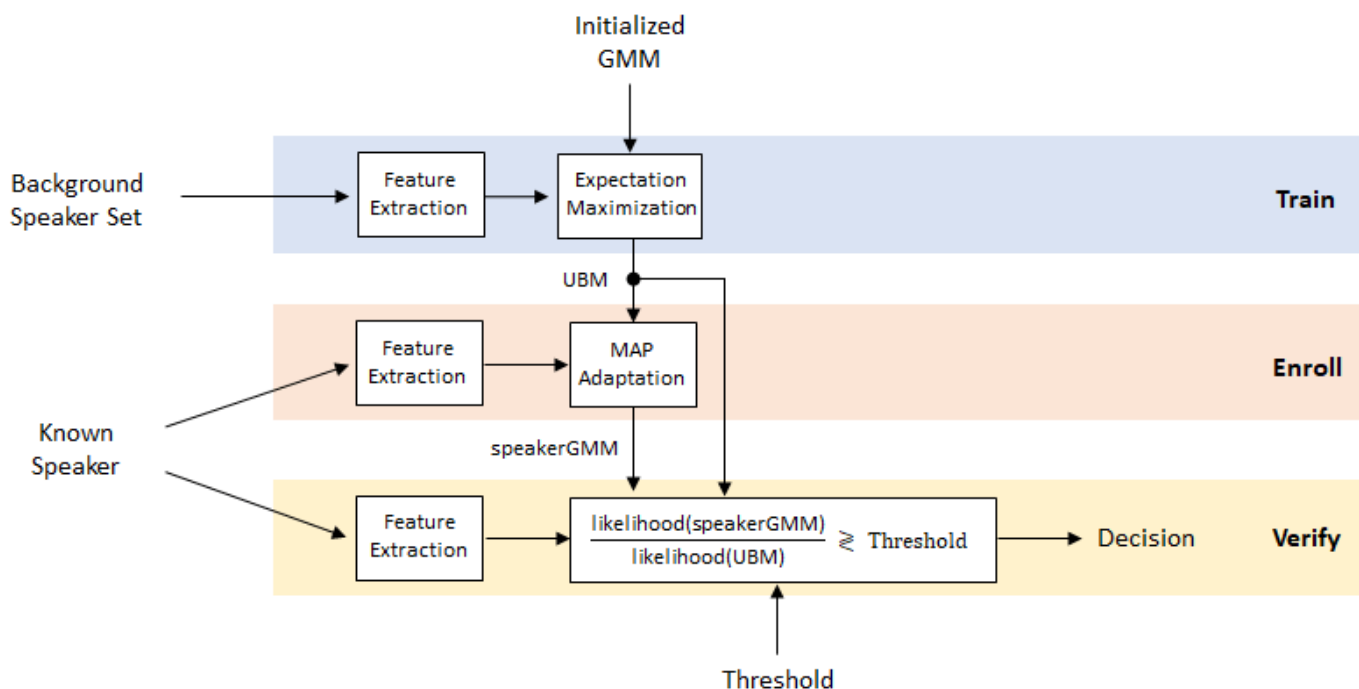 Initialized
GMM
Background
Speaker Set
Feature
Extraction
Expectation
Maximization
Train
UBM
Feature
Extraction
MAP
Adaptation
Enroll
Known
Speaker
speakerGMM
Feature
Extraction
likelihood(speakerGMM)
likelihood(UBM)
≷ Threshold
Decision
Verify
Threshold